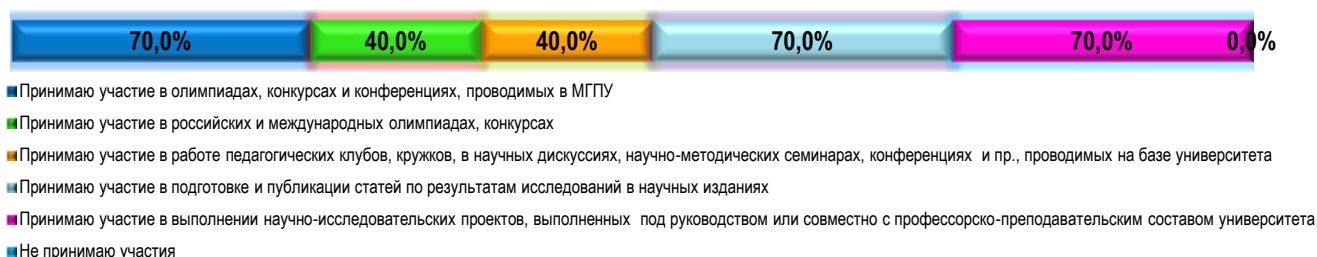 70,0% 40,0% 40,0% 70,0% 70,0% 0,0%
Принимаю участие в олимпиадах, конкурсах и конференциях, проводимых в МГПУ
Принимаю участие в российских и международных олимпиадах, конкурсах
Принимаю участие в работе педагогических клубов, кружков, в научных дискуссиях, научно-методических семинарах, конференциях и пр., проводимых на базе университета
Принимаю участие в подготовке и публикации статей по результатам исследований в научных изданиях
Принимаю участие в выполнении научно-исследовательских проектов, выполненных под руководством или совместно с профессорско-преподавательским составом университета
Не принимаю участия